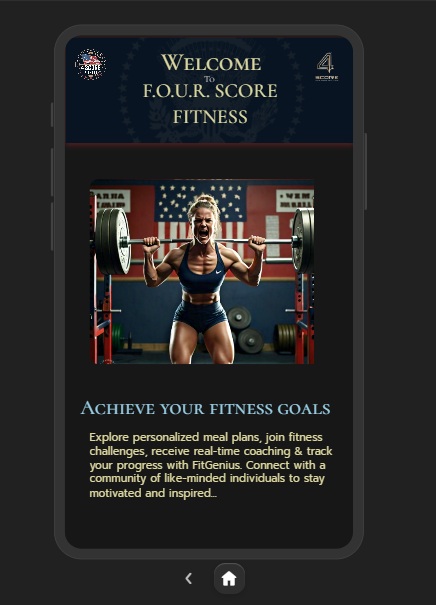 Welcome
To
F.O.U.R. SCORE
FITNESS
4
SCORE
Achieve your fitness goals
Explore personalized meal plans, join fitness
challenges, receive real-time coaching & track
your progress with FitGenius. Connect with a
community of like-minded individuals to stay
motivated and inspired...